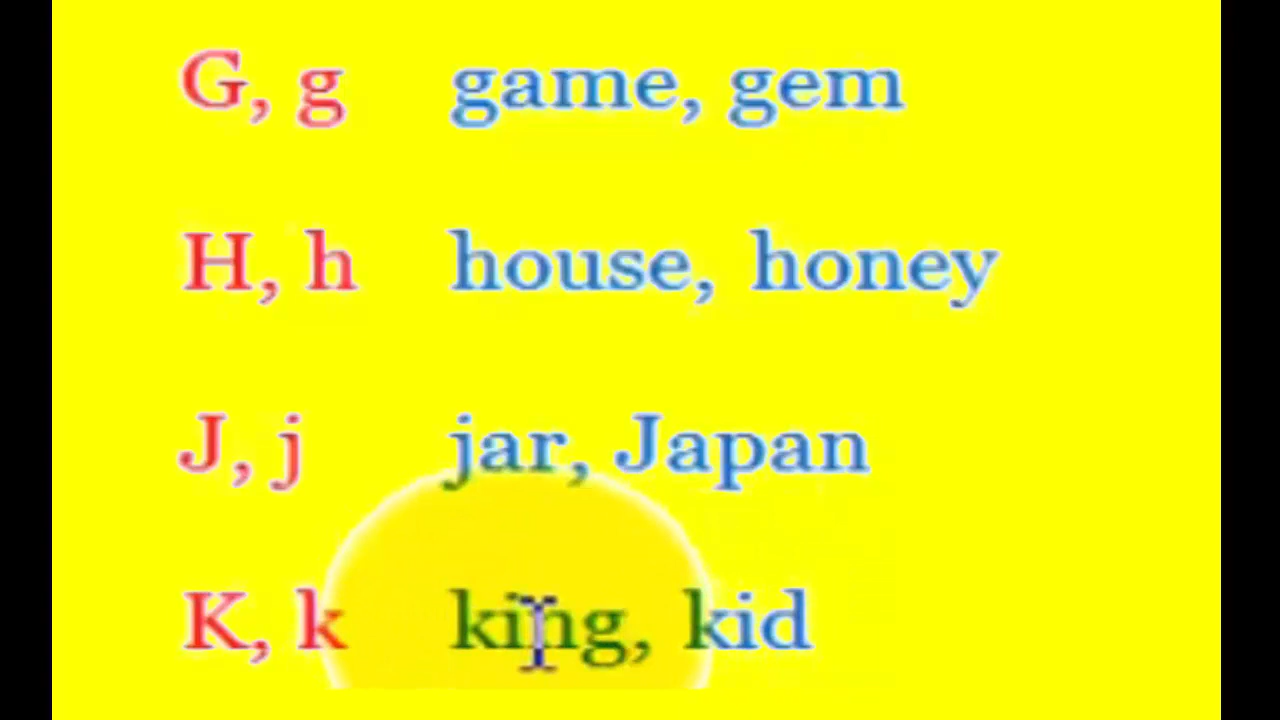 G, g game, gem
H, h house, honey
J, j jar, Japan
K, k king, kid